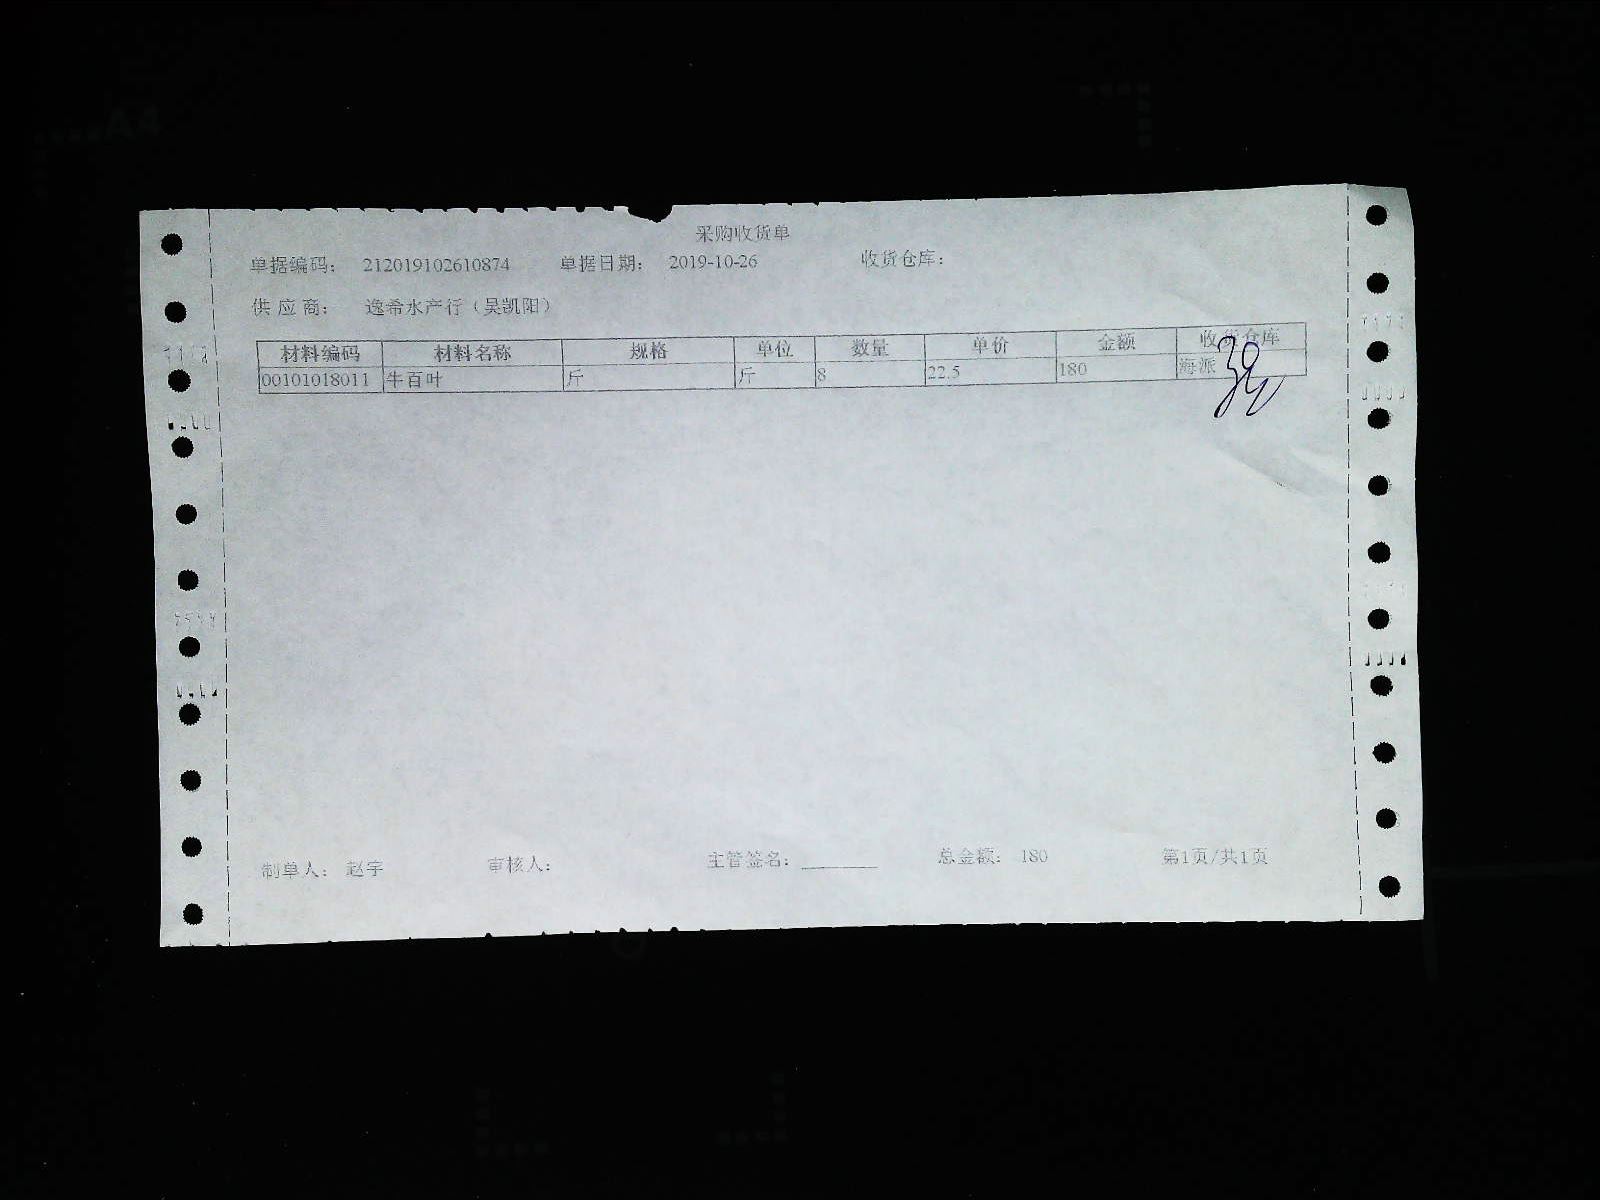 采购收货单
单据编码: 212019102610874 单据日期: 2019-10-26 收货仓库:
供应商: 逸希水产行（吴凯阳）
材料编码 材料名称 规格 单位 数量 单价 金额 收货仓库
00101018011 牛百叶 斤 斤 8 22.5 180 海派
制单人: 赵宇 审核人: 主管签名: ________ 总金额: 180 第1页/共1页